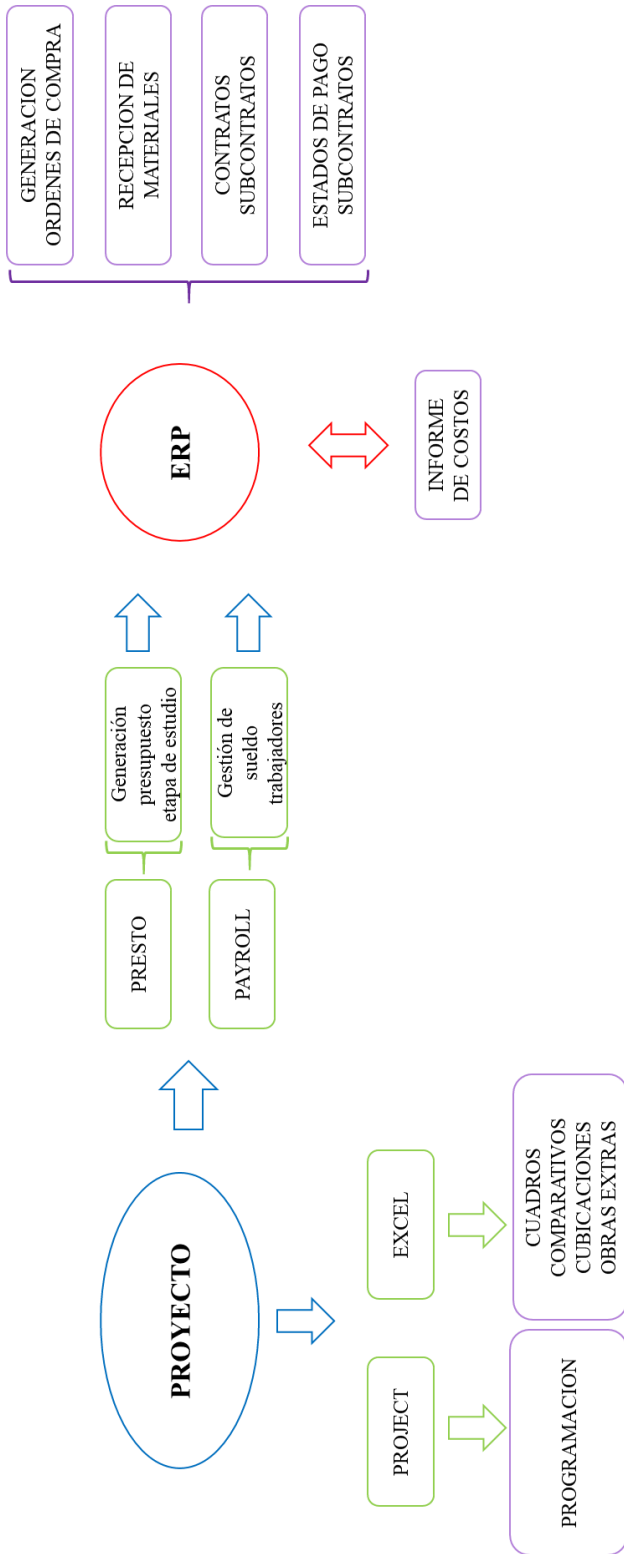 PROYECTO
PROJECT
PROGRAMACION
EXCEL
CUADROS
COMPARATIVOS
CUBICACIONES
OBRAS EXTRAS
PRESTO
Generación
presupuesto
etapa de estudio
PAYROLL
Gestión de
sueldo
trabajadores
ERP
INFORME
DE COSTOS
GENERACION
ORDENES DE COMPRA
RECEPCION DE
MATERIALES
CONTRATOS
SUBCONTRATOS
ESTADOS DE PAGO
SUBCONTRATOS